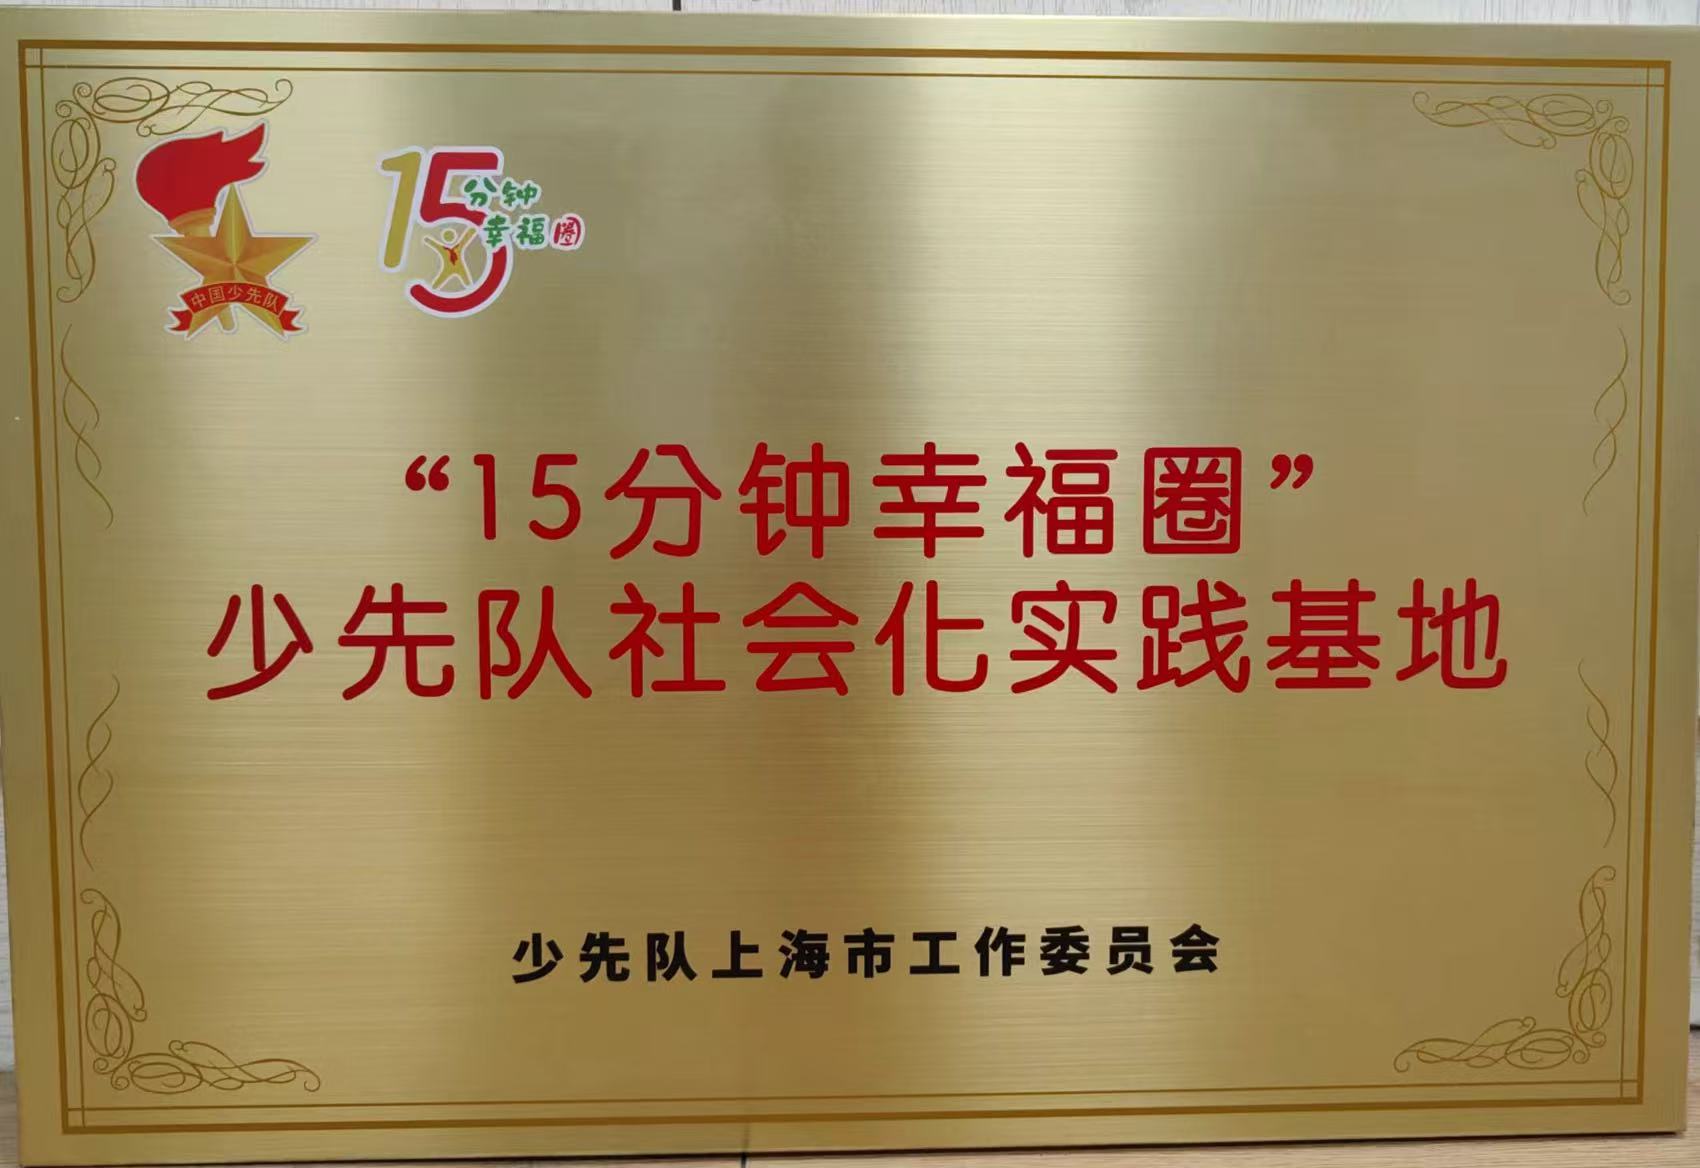 中国少先队
15分钟
幸福圈
“15分钟幸福圈”
少先队社会化实践基地
少先队上海市工作委员会